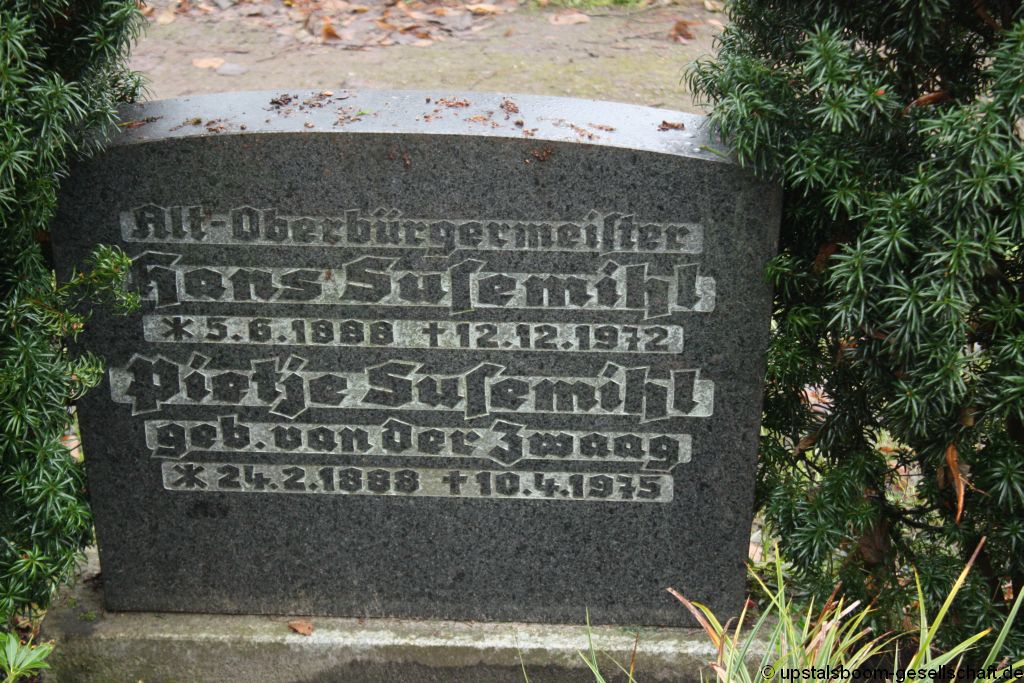 Alt-Oberbürgermeiſter
Hans Suſemihl
* 5.6.1888 † 12.12.1972
Pietje Suſemihl
geb. van der Zwaag
* 24.2.1888 † 10.4.1975
© upstalsboom-gesellschaft.de